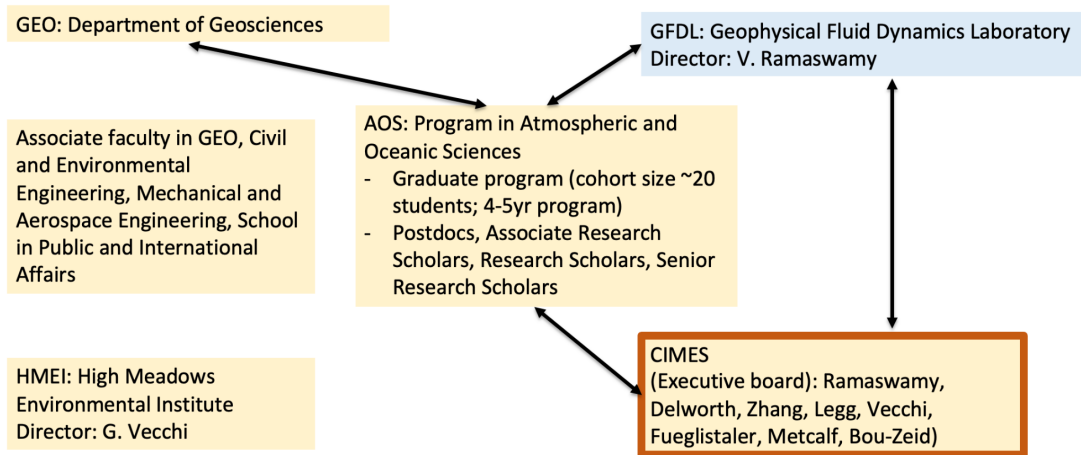 GEO: Department of Geosciences
GFDL: Geophysical Fluid Dynamics Laboratory
Director: V. Ramaswamy
Associate faculty in GEO, Civil
and Environmental
Engineering, Mechanical and
Aerospace Engineering, School
in Public and International
Affairs
AOS: Program in Atmospheric and
Oceanic Sciences
- Graduate program (cohort size ~20
students; 4-5yr program)
- Postdocs, Associate Research
Scholars, Research Scholars, Senior
Research Scholars
HMEI: High Meadows
Environmental Institute
Director: G. Vecchi
CIMES
(Executive board): Ramaswamy,
Delworth, Zhang, Legg, Vecchi,
Fueglistaler, Metcalf, Bou-Zeid)